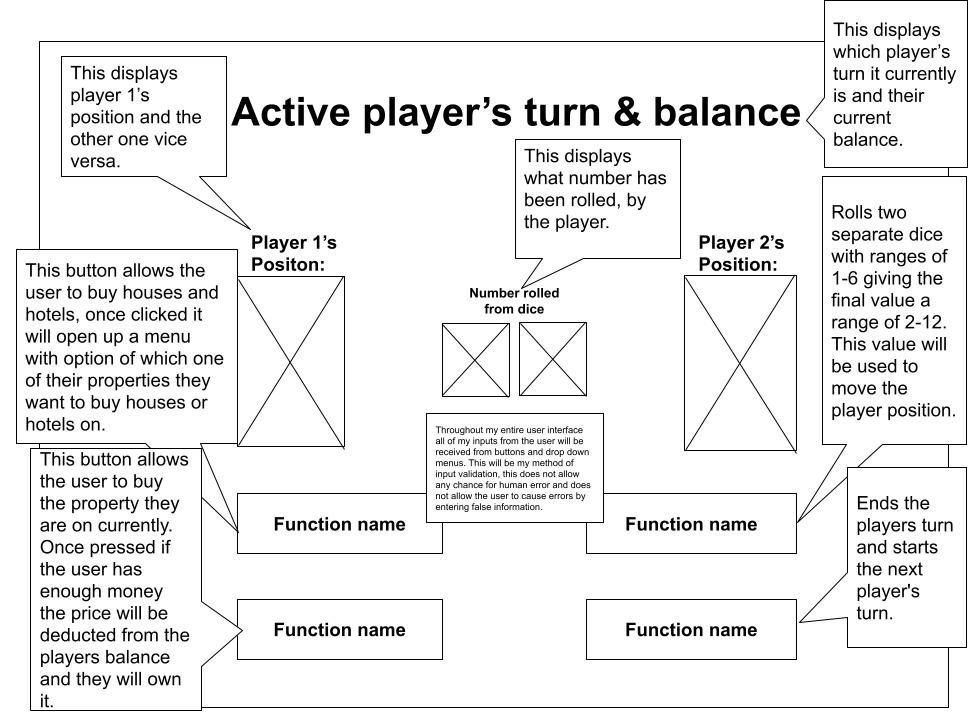 This displays
which player’s
turn it currently
is and their
current
balance.
This displays
player 1’s
position and the
other one vice
versa.
Active player’s turn & balance
This displays
what number has
been rolled, by
the player.
Rolls two
separate dice
with ranges of
1-6 giving the
final value a
range of 2-12.
This value will
be used to
move the
player position.
Player 1’s
Positon:
Player 2’s
Position:
This button allows the
user to buy houses and
hotels, once clicked it
will open up a menu
with option of which one
of their properties they
want to buy houses or
hotels on.
Number rolled
from dice
Throughout my entire user interface
all of my inputs from the user will be
received from buttons and drop down
menus. This will be my method of
input validation, this does not allow
any chance for human error and does
not allow the user to cause errors by
entering false information.
This button allows
the user to buy
the property they
are on currently.
Once pressed if
the user has
enough money
the price will be
deducted from the
players balance
and they will own
it.
Function name
Function name
Ends the
players turn
and starts
the next
player's
turn.
Function name
Function name